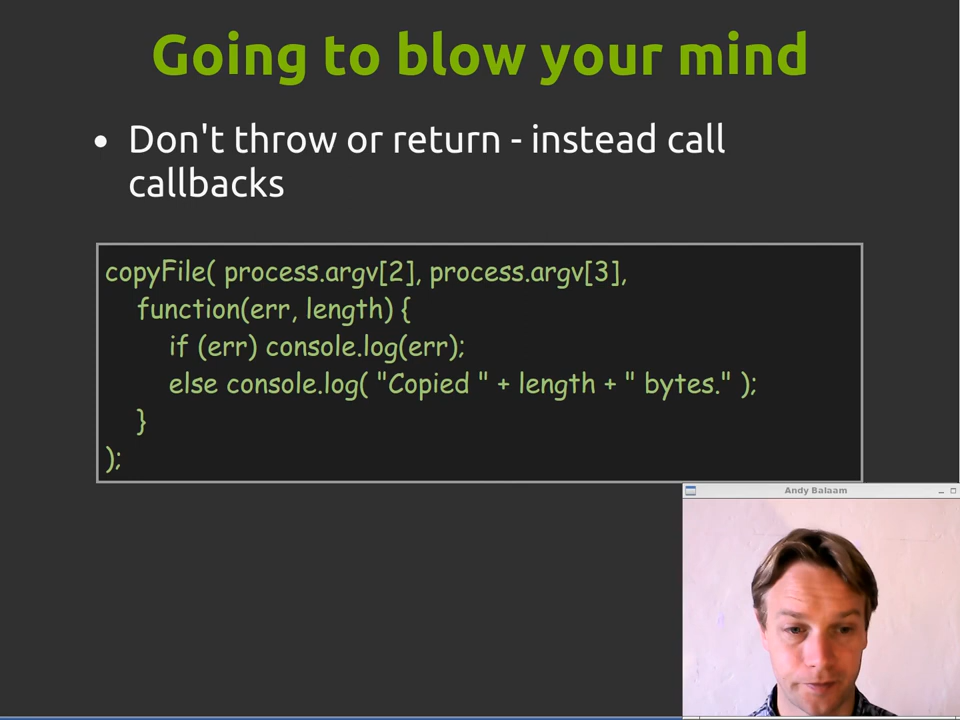 Going to blow your mind
• Don't throw or return - instead call
callbacks
copyFile( process.argv[2], process.argv[3],
function(err, length) {
if (err) console.log(err);
else console.log( "Copied " + length + " bytes." );
}
);
Andy Balaam